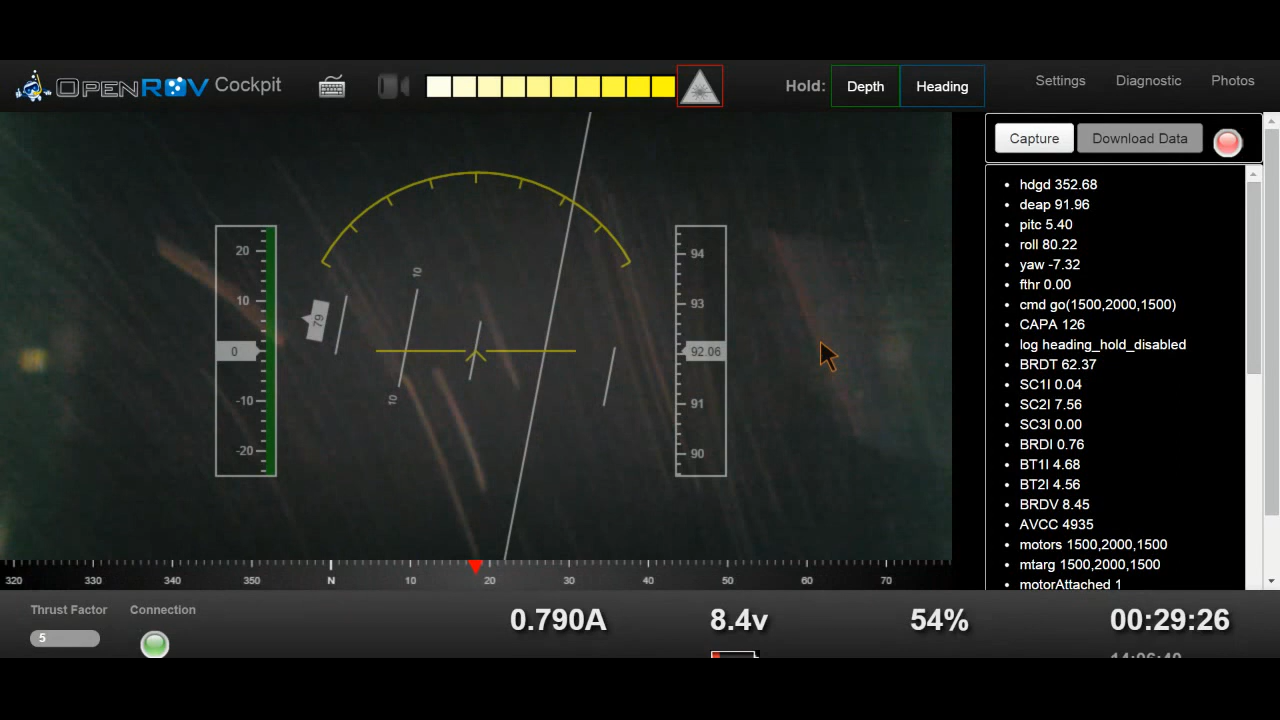 OPENROV Cockpit
Hold: Depth Heading
Settings Diagnostic Photos
Capture Download Data
hdgd 352.68
deap 91.96
pitc 5.40
roll 80.22
yaw -7.32
fthr 0.00
cmd go(1500,2000,1500)
CAPA 126
log heading_hold_disabled
BRDT 62.37
SC1I 0.04
SC2I 7.56
SC3I 0.00
BRDI 0.76
BT1I 4.68
BT2I 4.56
BRDV 8.45
AVCC 4935
motors 1500,2000,1500
mtarg 1500,2000,1500
motorAttached 1
20
10
0
-10
-20
79
10
10
94
93
92.06
91
90
320 330 340 350 N 10 20 30 40 50 60 70
Thrust Factor Connection
5
0.790A 8.4v 54% 00:29:26